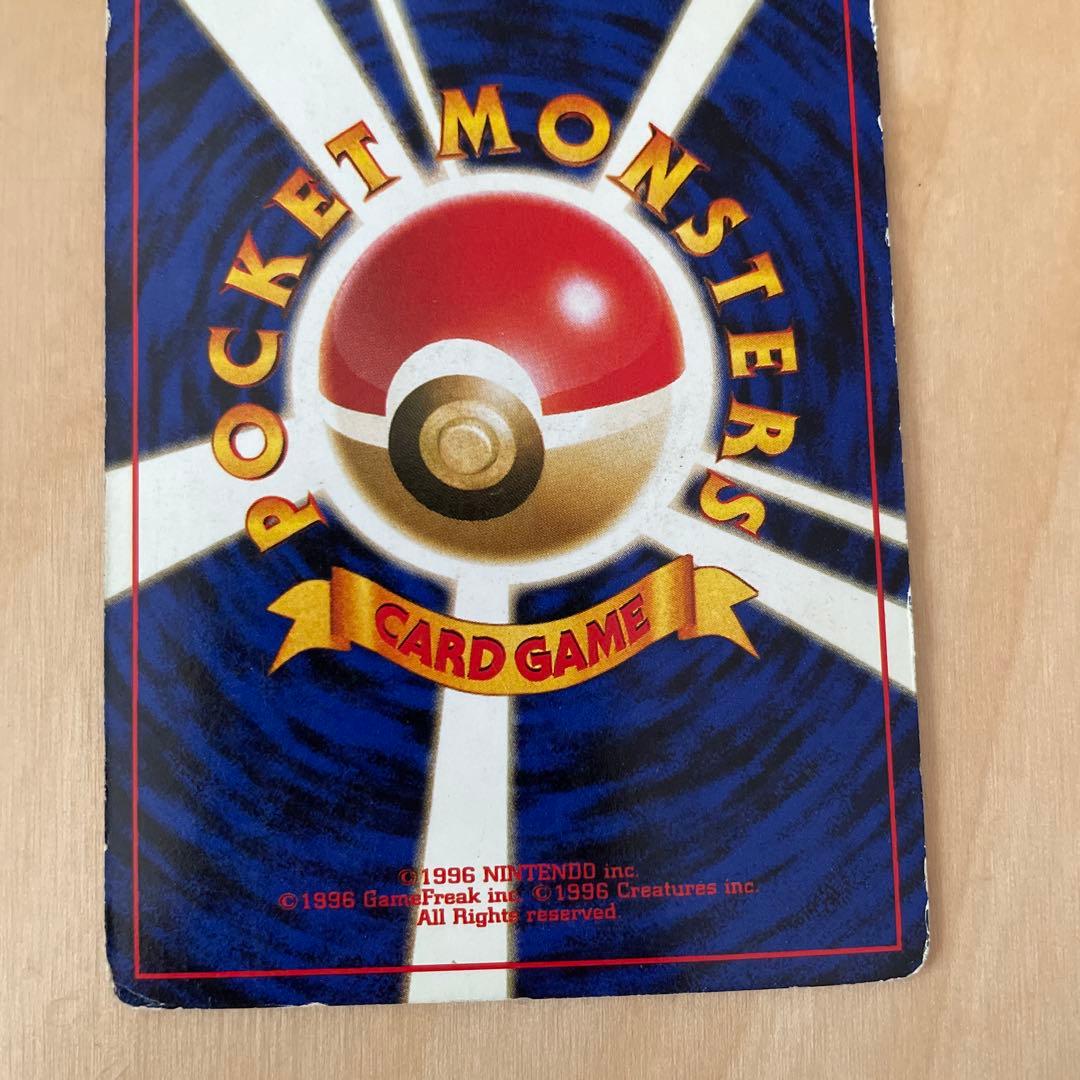 POCKET MONSTERS
CARD GAME
©1996 NINTENDO inc.
©1996 GameFreak inc. ©1996 Creatures inc.
All Rights reserved.